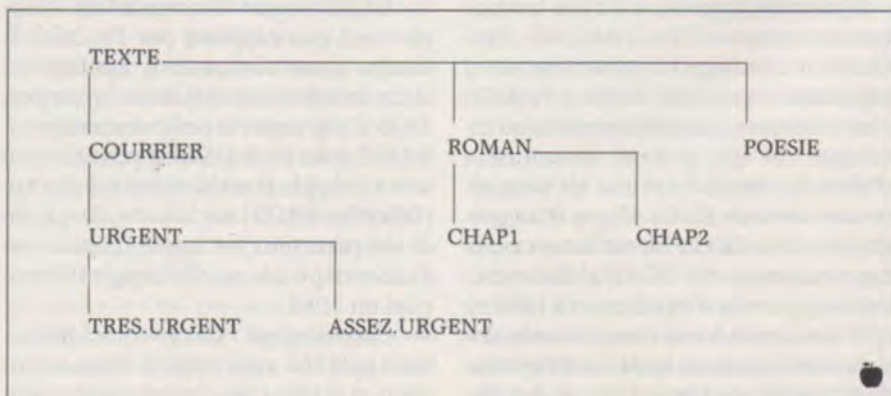 TEXTE
COURRIER ROMAN POESIE
URGENT CHAP1 CHAP2
TRES.URGENT ASSEZ.URGENT